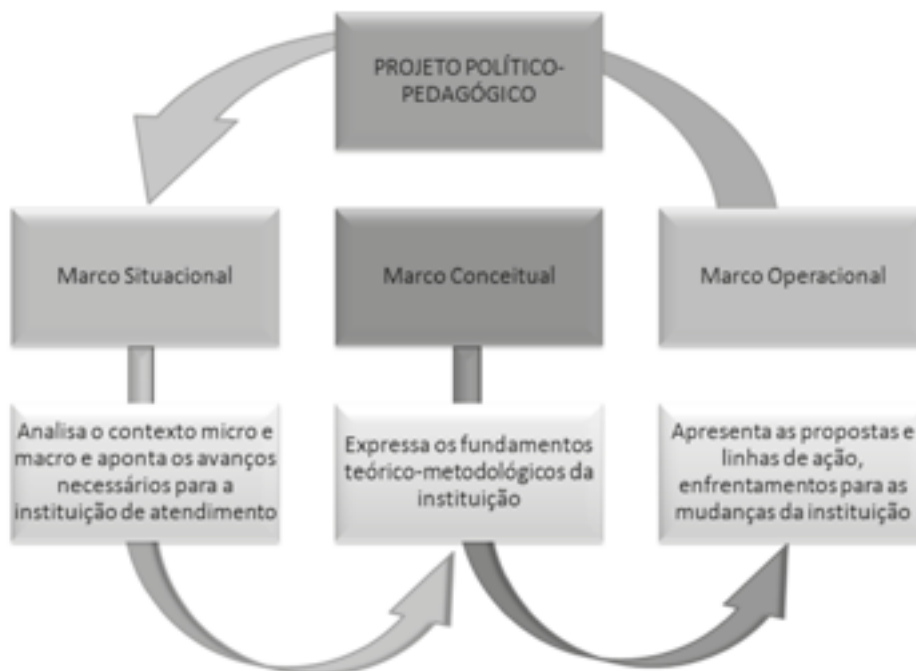 PROJETO POLÍTICO-
PEDAGÓGICO
Marco Situacional
Marco Conceitual
Marco Operacional
Analisa o contexto micro e
macro e aponta os avanços
necessários para a
instituição de atendimento
Expressa os fundamentos
teórico-metodológicos da
instituição
Apresenta as propostas e
linhas de ação,
enfrentamentos para as
mudanças da instituição